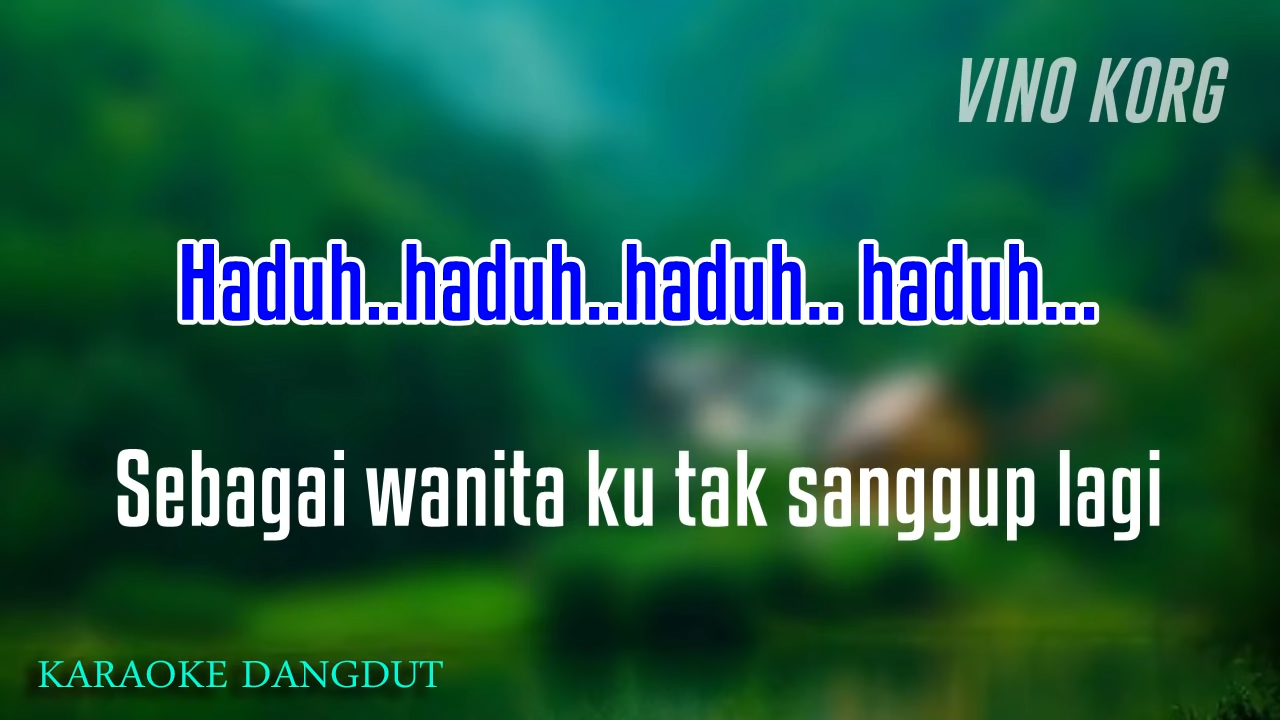 VINO KORG
Haduh..haduh..haduh.. haduh...
Sebagai wanita ku tak sanggup lagi
KARAOKE DANGDUT